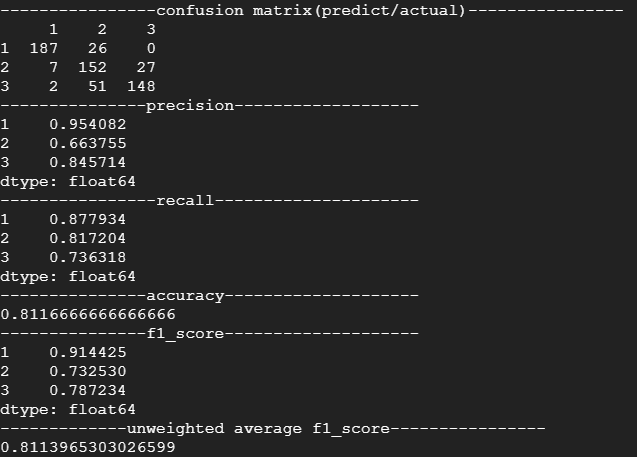 ----------------confusion matrix(predict/actual)----------------
     1    2    3
1  187   26    0
2    7  152   27
3    2   51  148
---------------precision-------------------
1    0.954082
2    0.663755
3    0.845714
dtype: float64
----------------recall---------------------
1    0.877934
2    0.817204
3    0.736318
dtype: float64
---------------accuracy--------------------
0.8116666666666666
---------------f1_score--------------------
1    0.914425
2    0.732530
3    0.787234
dtype: float64
-------------unweighted average f1_score----------------
0.8113965303026599